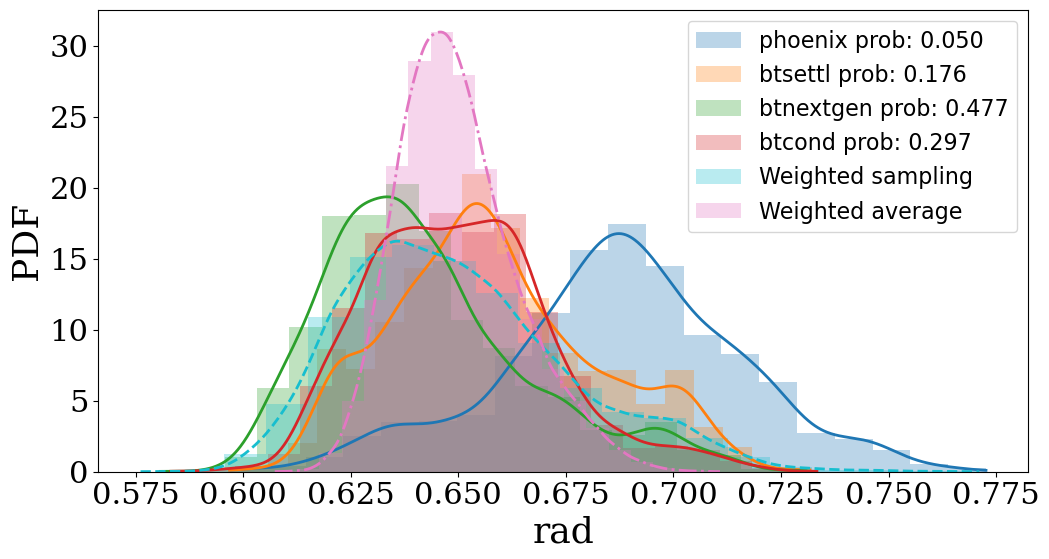 PDF
30
25
20
15
10
5
0
0.575 0.600 0.625 0.650 0.675 0.700 0.725 0.750 0.775
rad
phoenix prob: 0.050
btsettl prob: 0.176
btnextgen prob: 0.477
btcond prob: 0.297
Weighted sampling
Weighted average